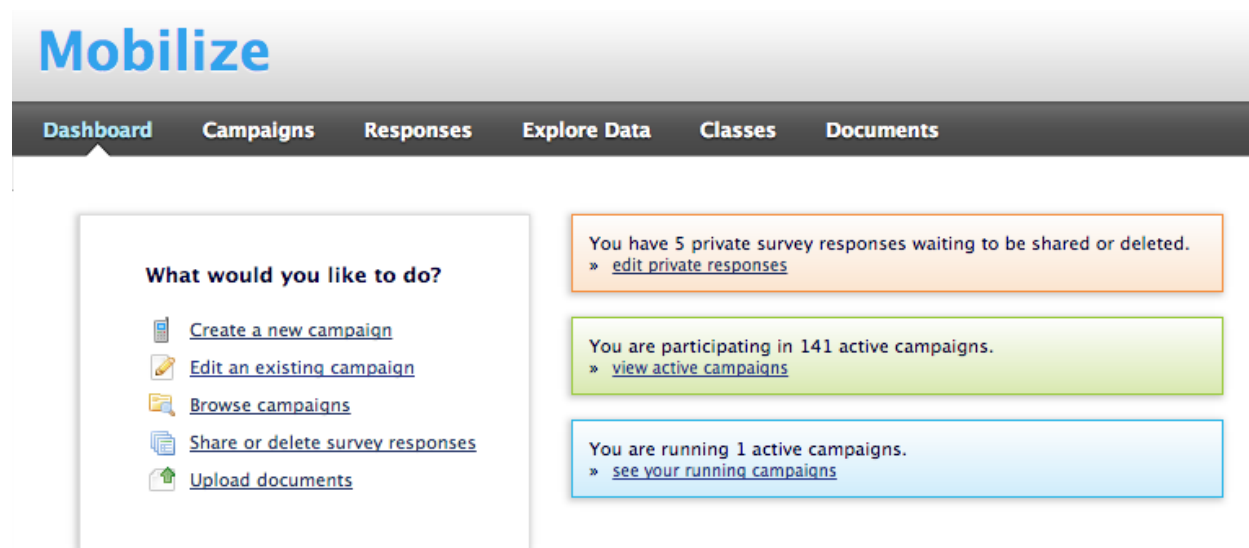 Mobilize
Dashboard Campaigns Responses Explore Data Classes Documents
What would you like to do?
Create a new campaign
Edit an existing campaign
Browse campaigns
Share or delete survey responses
Upload documents
You have 5 private survey responses waiting to be shared or deleted.
» edit private responses
You are participating in 141 active campaigns.
» view active campaigns
You are running 1 active campaigns.
» see your running campaigns